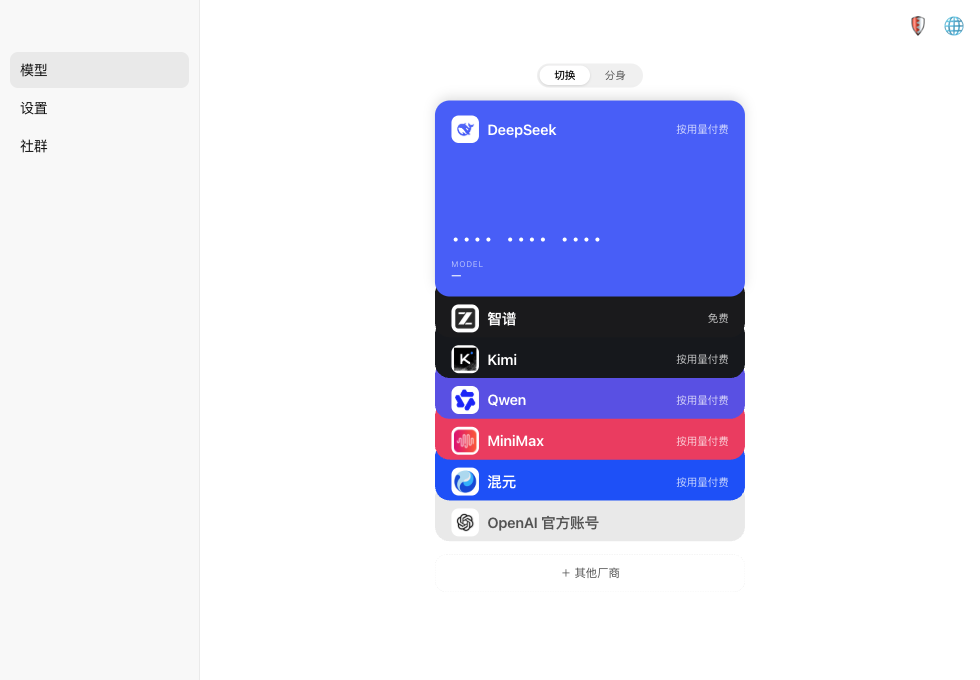 模型
设置
社群
切换 分身
DeepSeek 按用量付费
•••• •••• ••••
MODEL
—
智谱 免费
Kimi 按用量付费
Qwen 按用量付费
MiniMax 按用量付费
混元 按用量付费
OpenAI 官方账号
+ 其他厂商